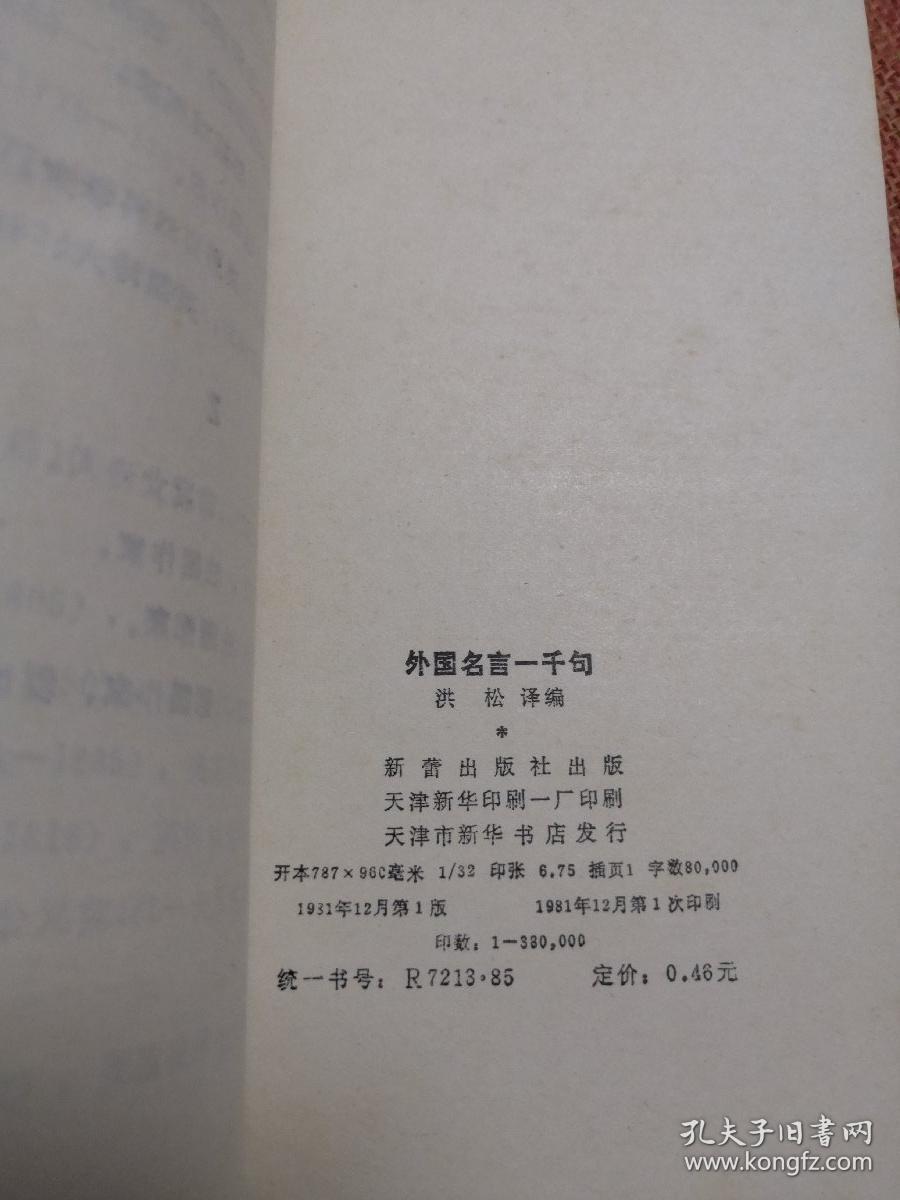 外国名言一千句
洪 松 译编
*
新蕾出版社出版
天津新华印刷一厂印刷
天津市新华书店发行
开本787×960毫米 1/32 印张 6.75 插页1 字数80,000
1981年12月第1版 1981年12月第1次印刷
印数：1—380,000
统一书号：R7213·85 定价：0.46元
孔夫子旧书网
www.kongfz.com